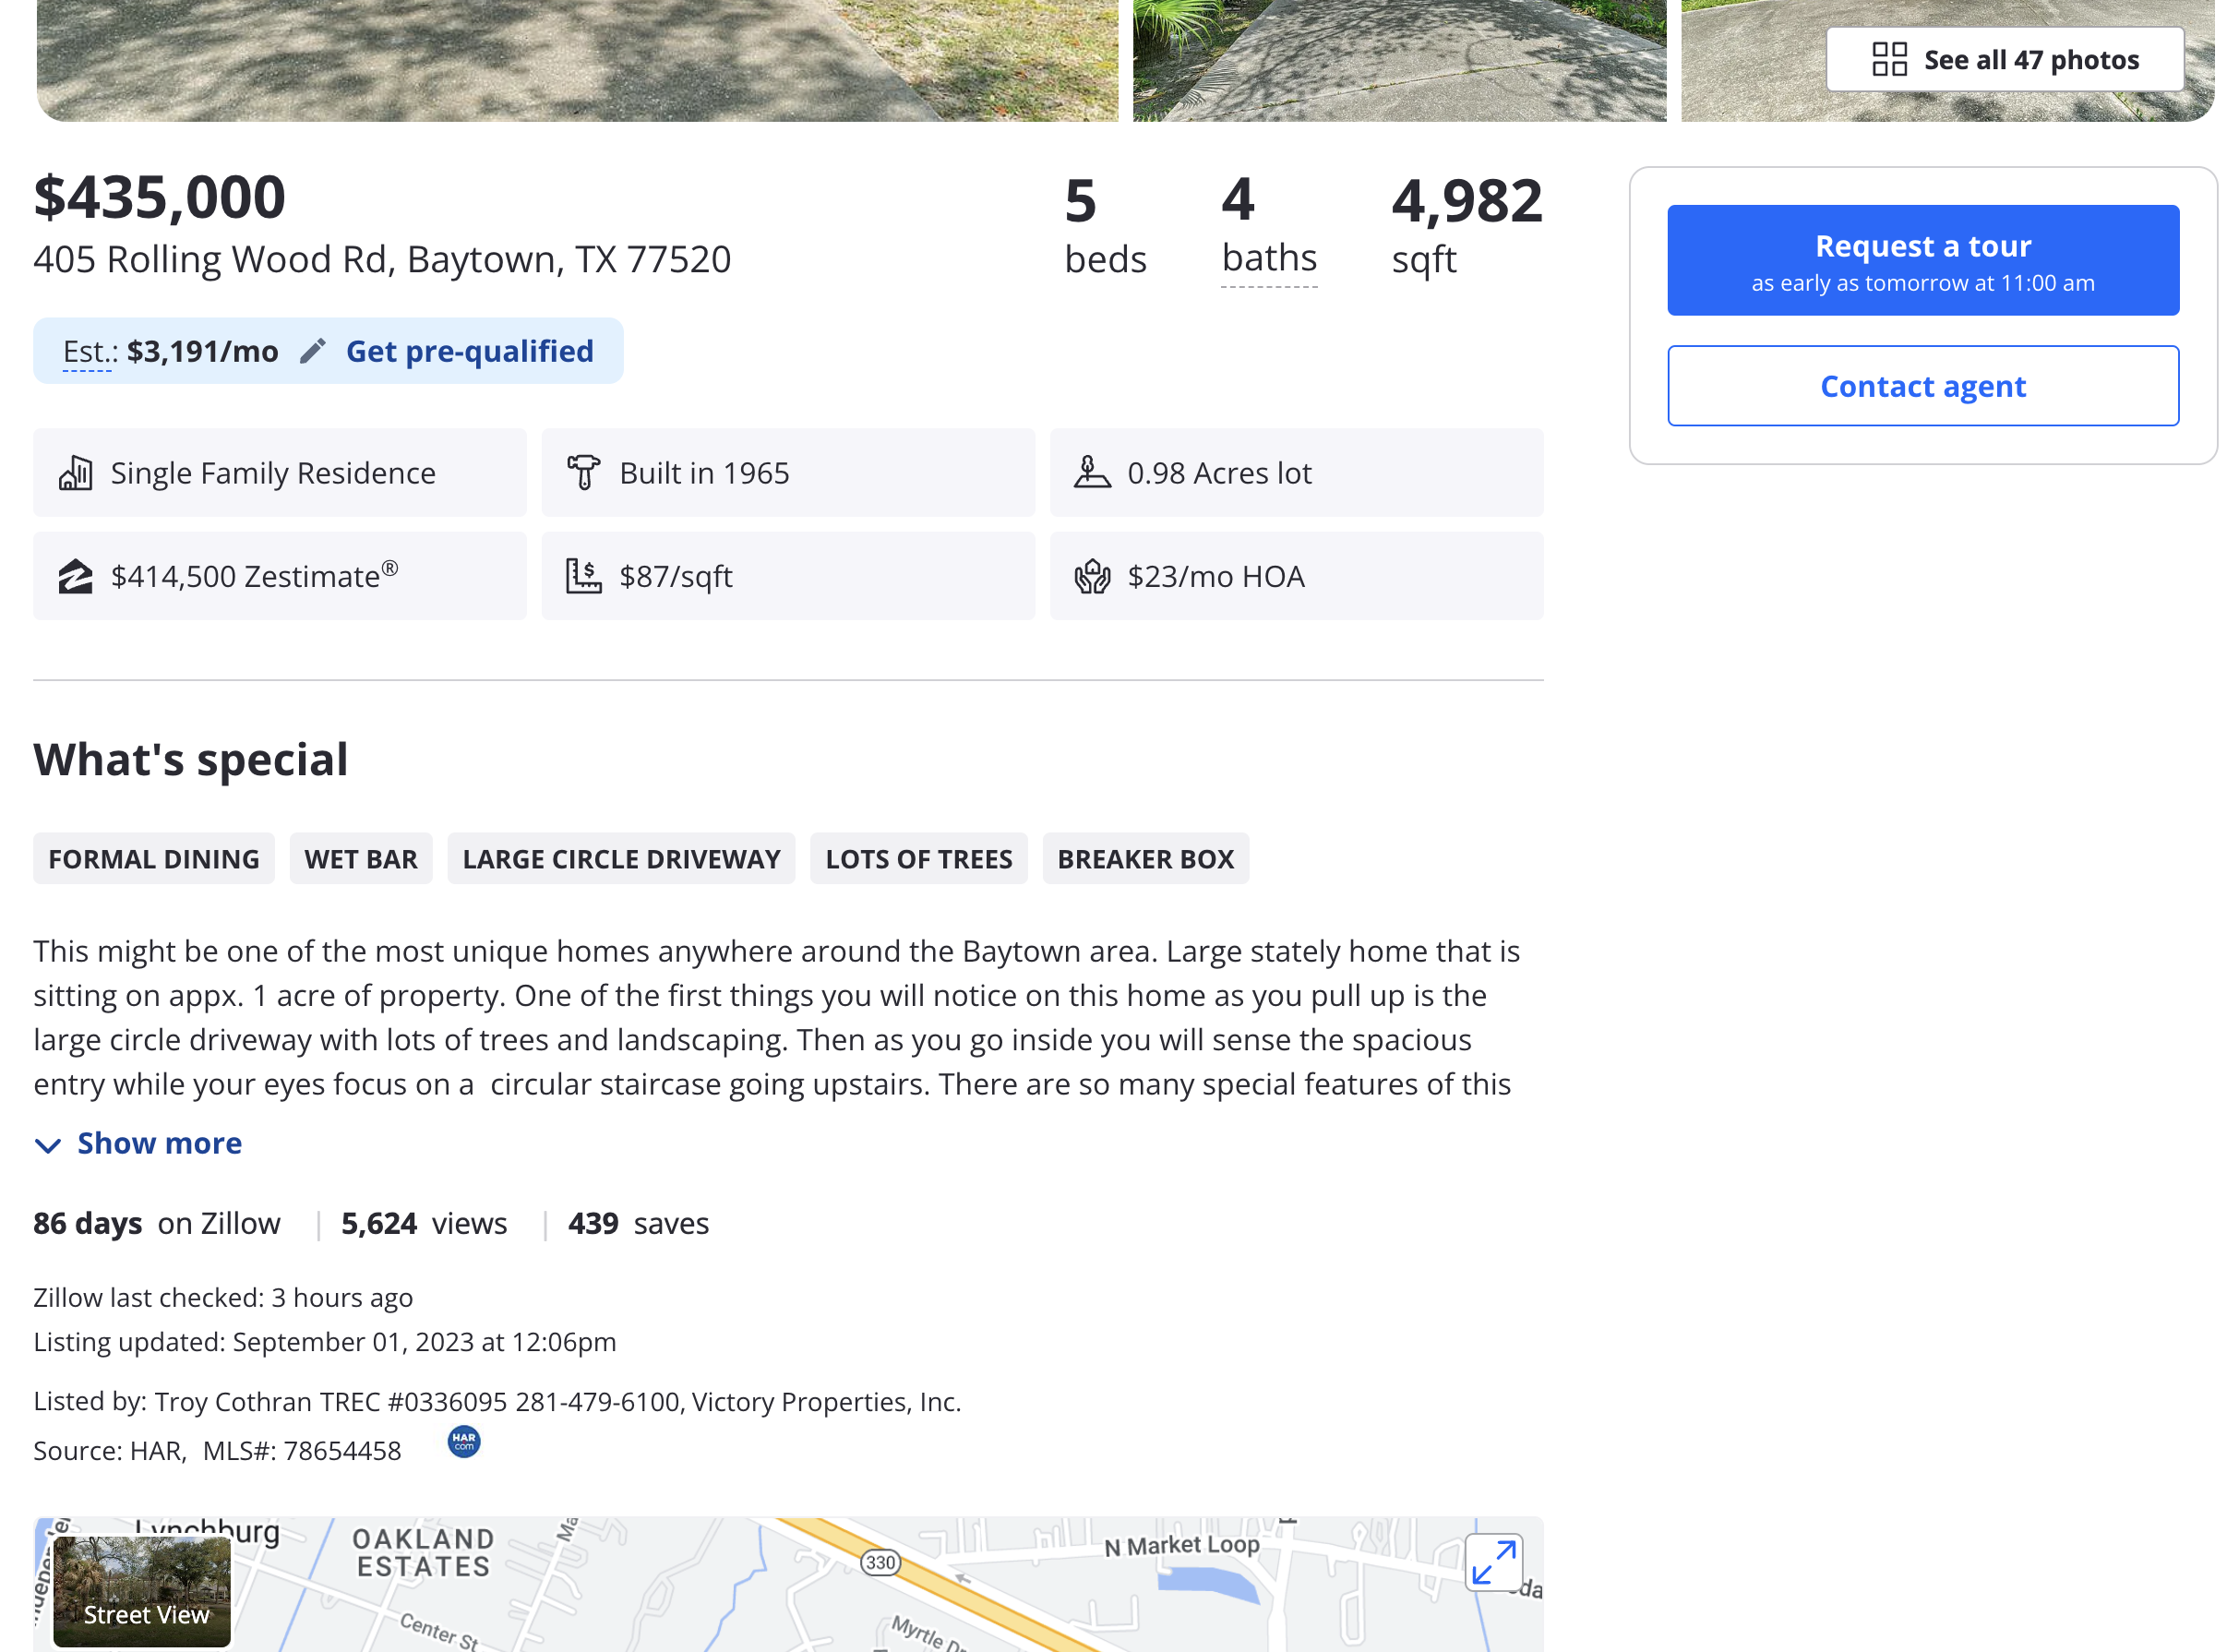 See all 47 photos
$435,000
405 Rolling Wood Rd, Baytown, TX 77520
5
beds
4
baths
4,982
sqft
Request a tour
as early as tomorrow at 11:00 am
Contact agent
Est.: $3,191/mo Get pre-qualified
Single Family Residence
Built in 1965
0.98 Acres lot
$414,500 Zestimate®
$87/sqft
$23/mo HOA
What's special
FORMAL DINING
WET BAR
LARGE CIRCLE DRIVEWAY
LOTS OF TREES
BREAKER BOX
This might be one of the most unique homes anywhere around the Baytown area. Large stately home that is
sitting on appx. 1 acre of property. One of the first things you will notice on this home as you pull up is the
large circle driveway with lots of trees and landscaping. Then as you go inside you will sense the spacious
entry while your eyes focus on a  circular staircase going upstairs. There are so many special features of this
Show more
86 days on Zillow | 5,624 views | 439 saves
Zillow last checked: 3 hours ago
Listing updated: September 01, 2023 at 12:06pm
Listed by: Troy Cothran TREC #0336095 281-479-6100, Victory Properties, Inc.
Source: HAR, MLS#: 78654458
HAR
com
Lynchburg
OAKLAND
ESTATES
Ma
330
N Market Loop
Street View
Center St
Myrtle Dr